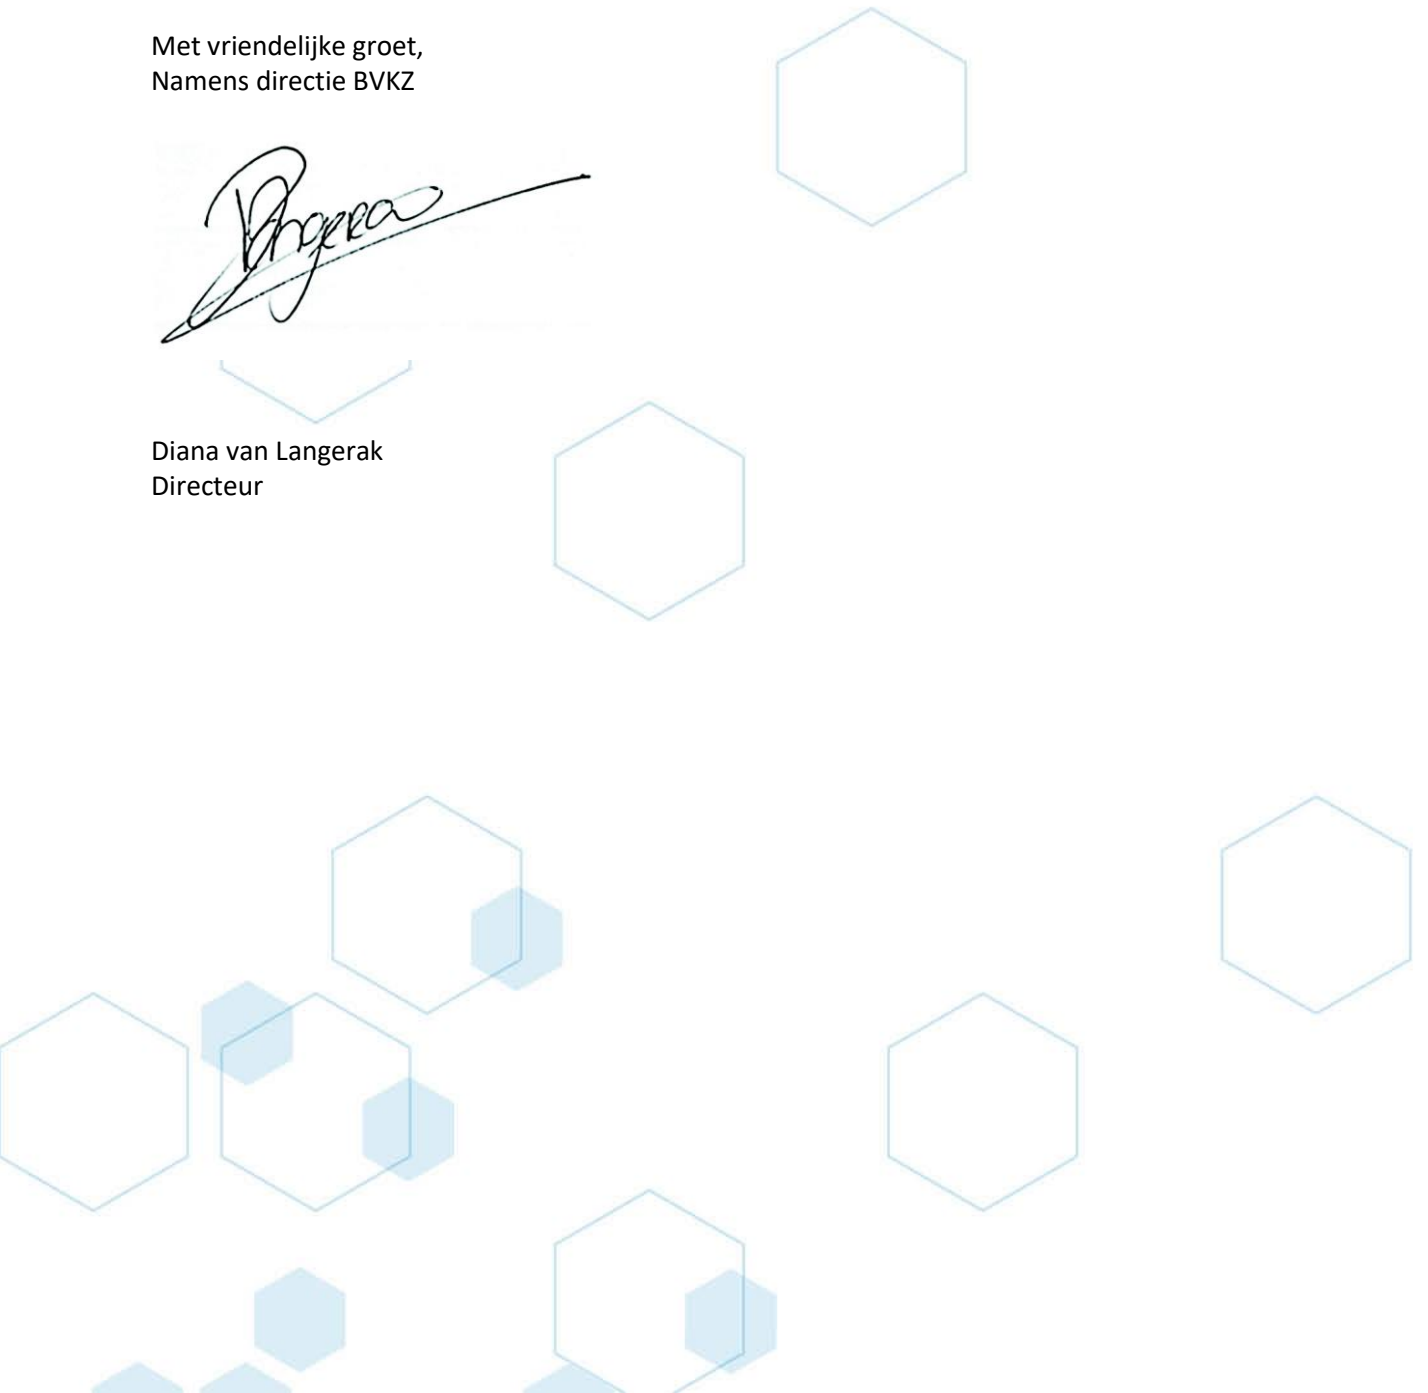 Met vriendelijke groet,
Namens directie BVKZ
Diana van Langerak
Directeur